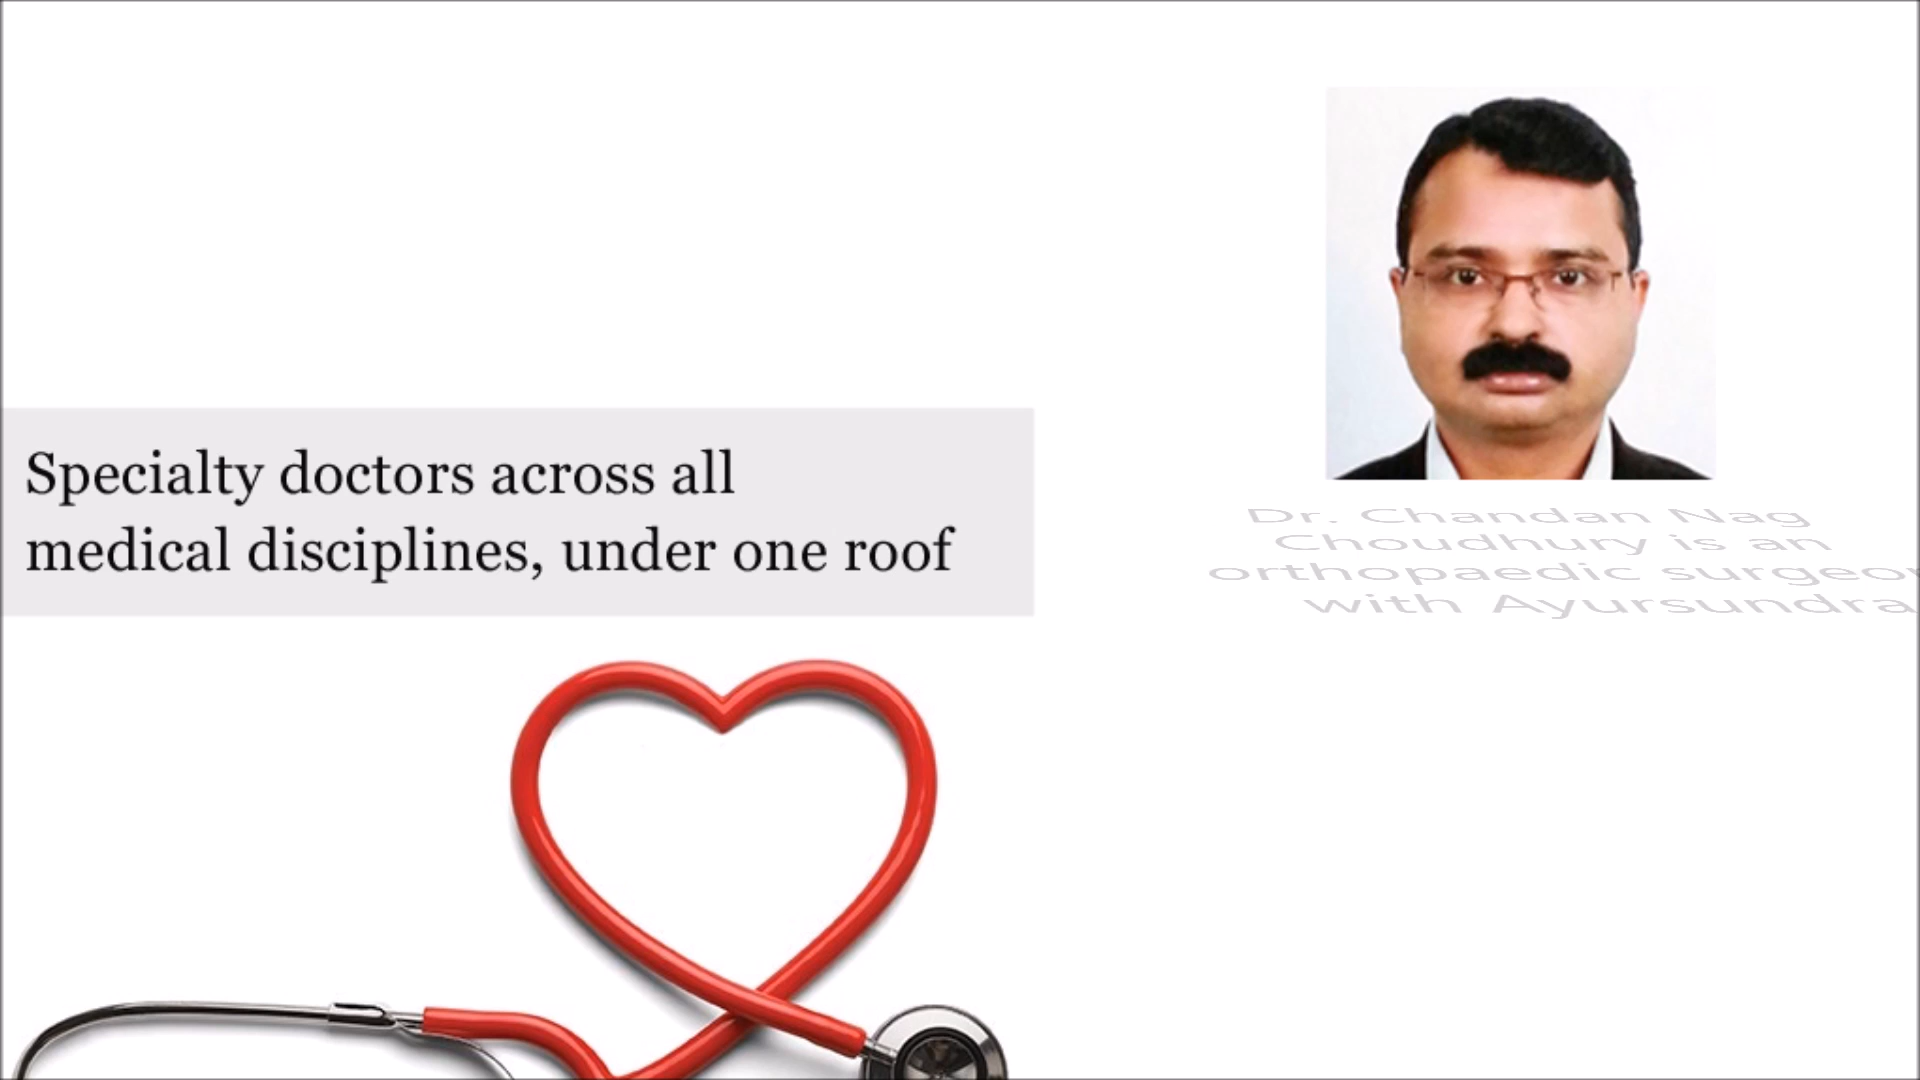 Specialty doctors across all
medical disciplines, under one roof
Dr. Chandan Nag
Choudhury is an
orthopaedic surgeon
with Ayursundra